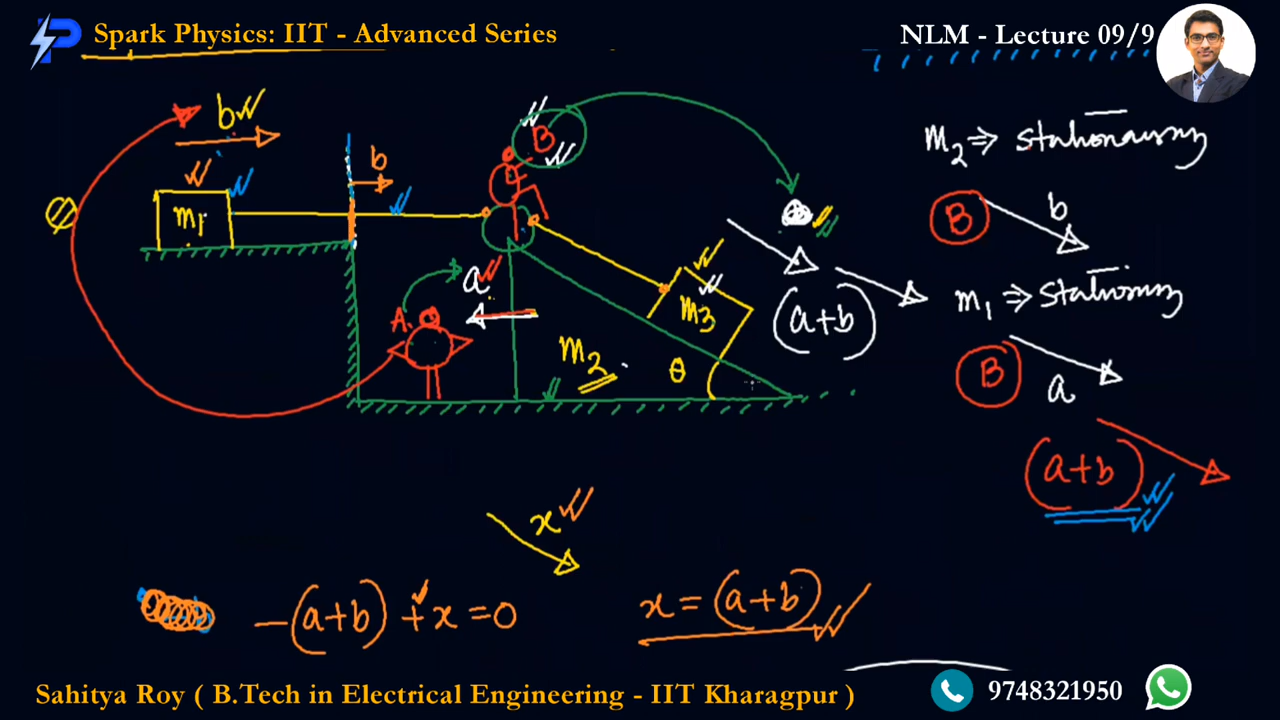 Spark Physics: IIT - Advanced Series
NLM - Lecture 09/9
b
m1
b
B
a
A
m2
m3
θ
(a+b)
m2 ⇒ stationary
B b
m1 ⇒ stationary
B a
(a+b)
x
-(a+b) + x = 0
x = (a+b)
Sahitya Roy ( B.Tech in Electrical Engineering - IIT Kharagpur )
9748321950